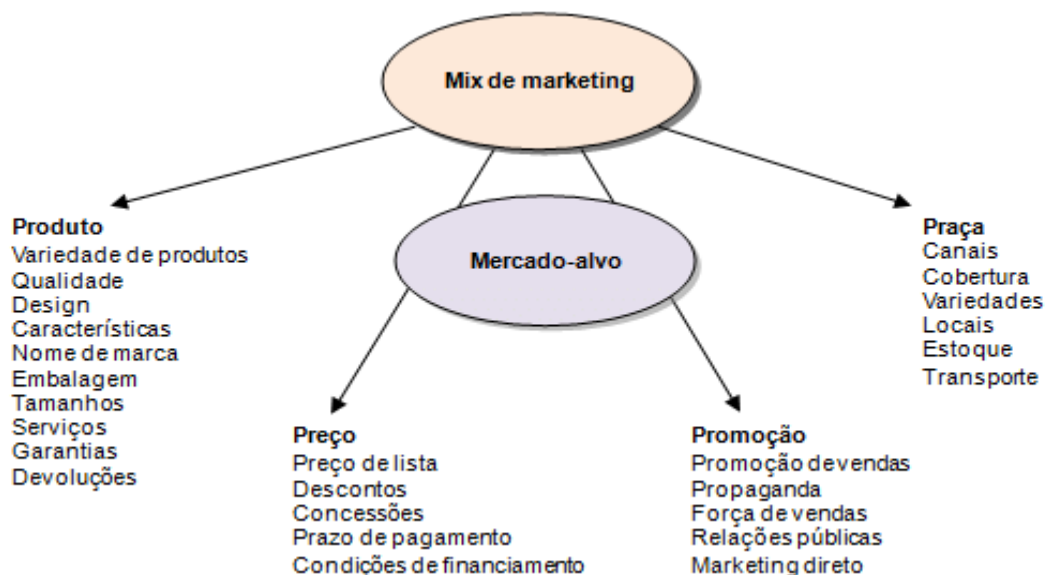 Mix de marketing
Mercado-alvo
Produto
Variedade de produtos
Qualidade
Design
Características
Nome de marca
Embalagem
Tamanhos
Serviços
Garantias
Devoluções
Preço
Preço de lista
Descontos
Concessões
Prazo de pagamento
Condições de financiamento
Promoção
Promoção de vendas
Propaganda
Força de vendas
Relações públicas
Marketing direto
Praça
Canais
Cobertura
Variedades
Locais
Estoque
Transporte